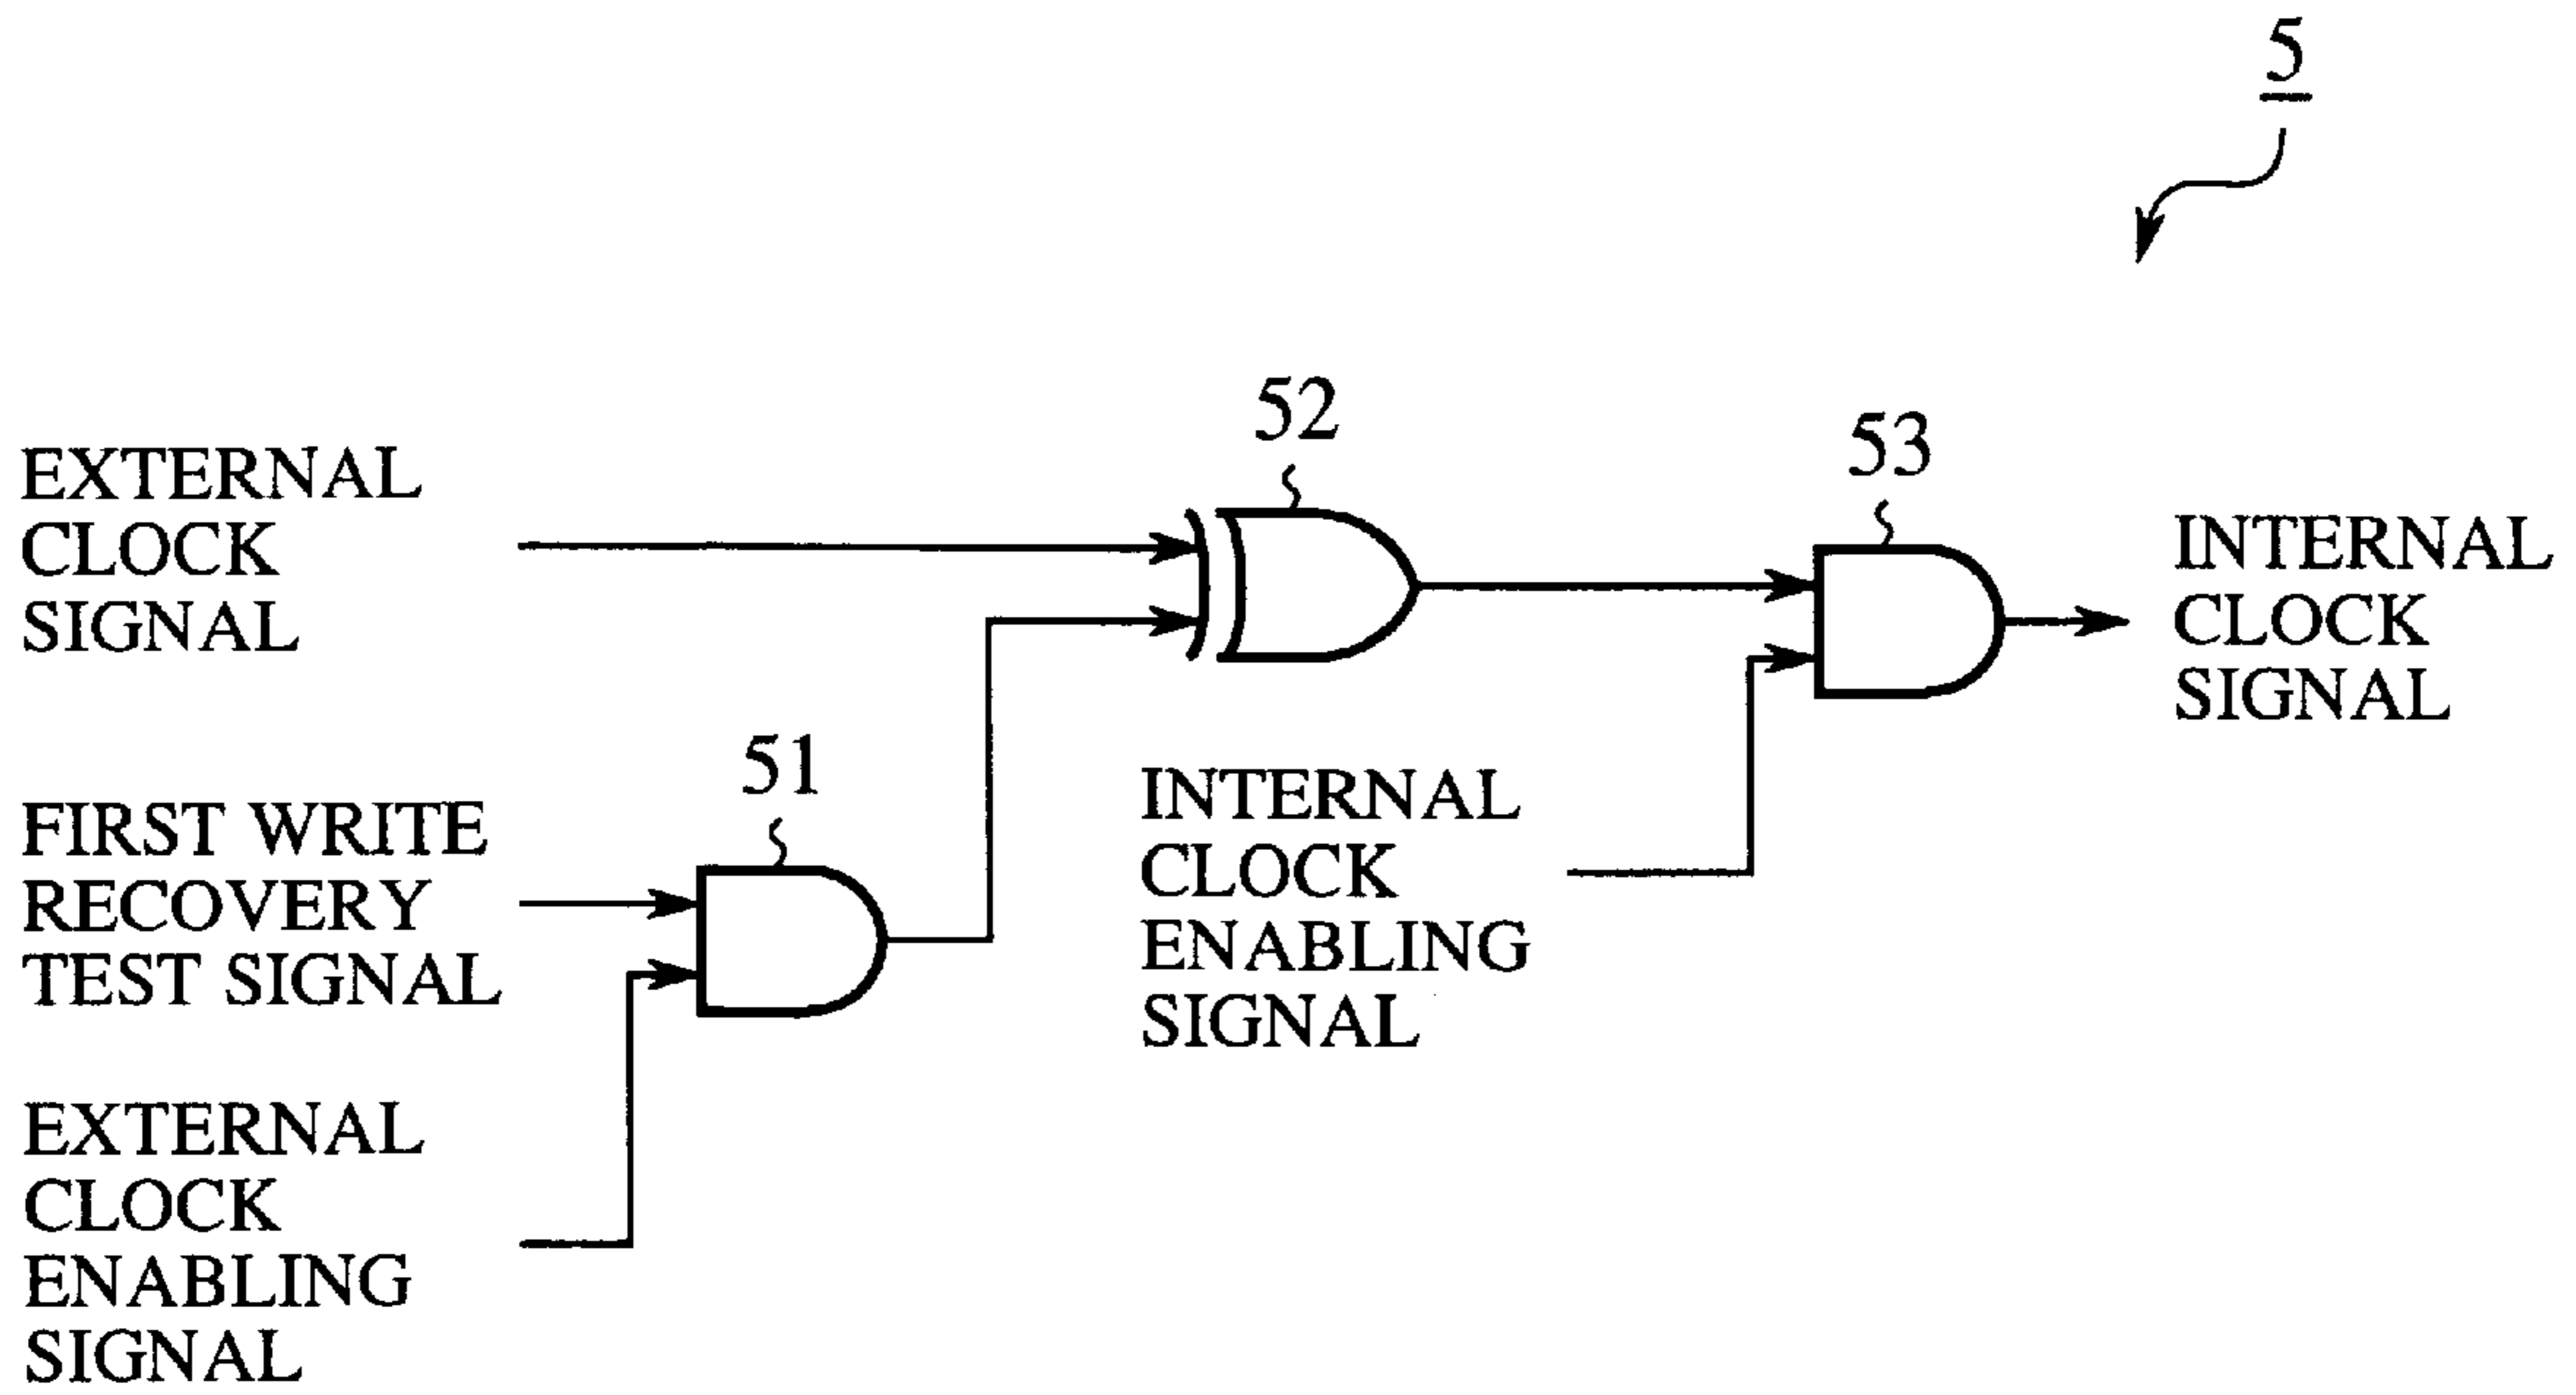 5
52
53
EXTERNAL
CLOCK
SIGNAL
INTERNAL
CLOCK
SIGNAL
51
FIRST WRITE
RECOVERY
TEST SIGNAL
INTERNAL
CLOCK
ENABLING
SIGNAL
EXTERNAL
CLOCK
ENABLING
SIGNAL